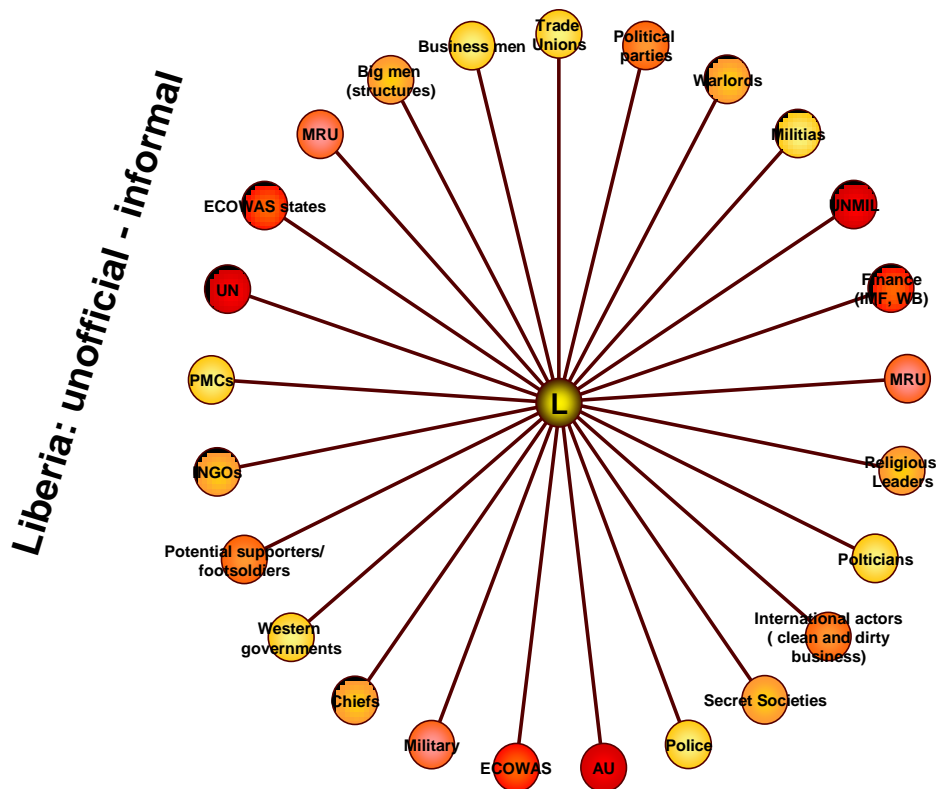 Liberia: unofficial - informal
Trade
Unions
Political
parties
Warlords
Militias
UNMIL
Finance
(IMF, WB)
MRU
Religious
Leaders
Polticians
International actors
( clean and dirty
business)
Secret Societies
Police
AU
ECOWAS
Military
Chiefs
Western
governments
Potential supporters/
footsoldiers
INGOs
PMCs
UN
ECOWAS states
MRU
Big men
(structures)
Business men
L